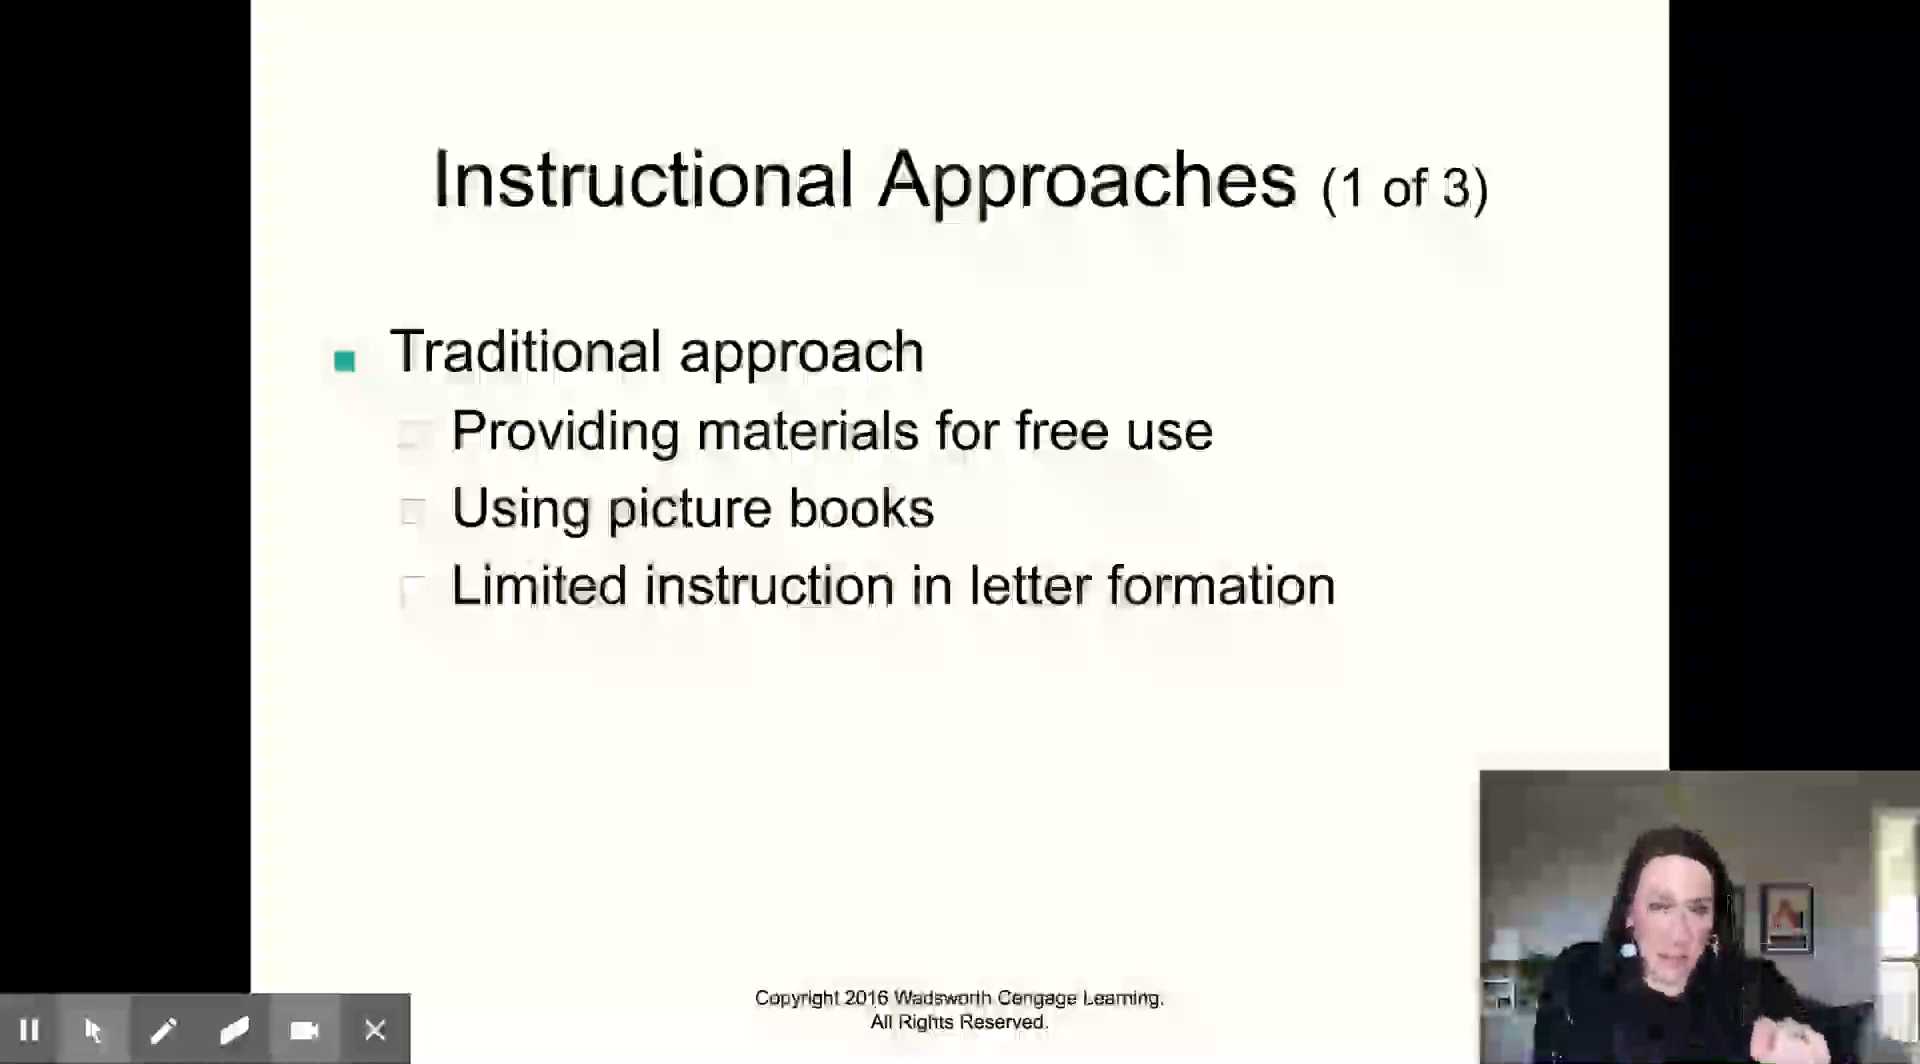 Instructional Approaches (1 of 3)
Traditional approach
Providing materials for free use
Using picture books
Limited instruction in letter formation
Copyright 2016 Wadsworth Cengage Learning.
All Rights Reserved.